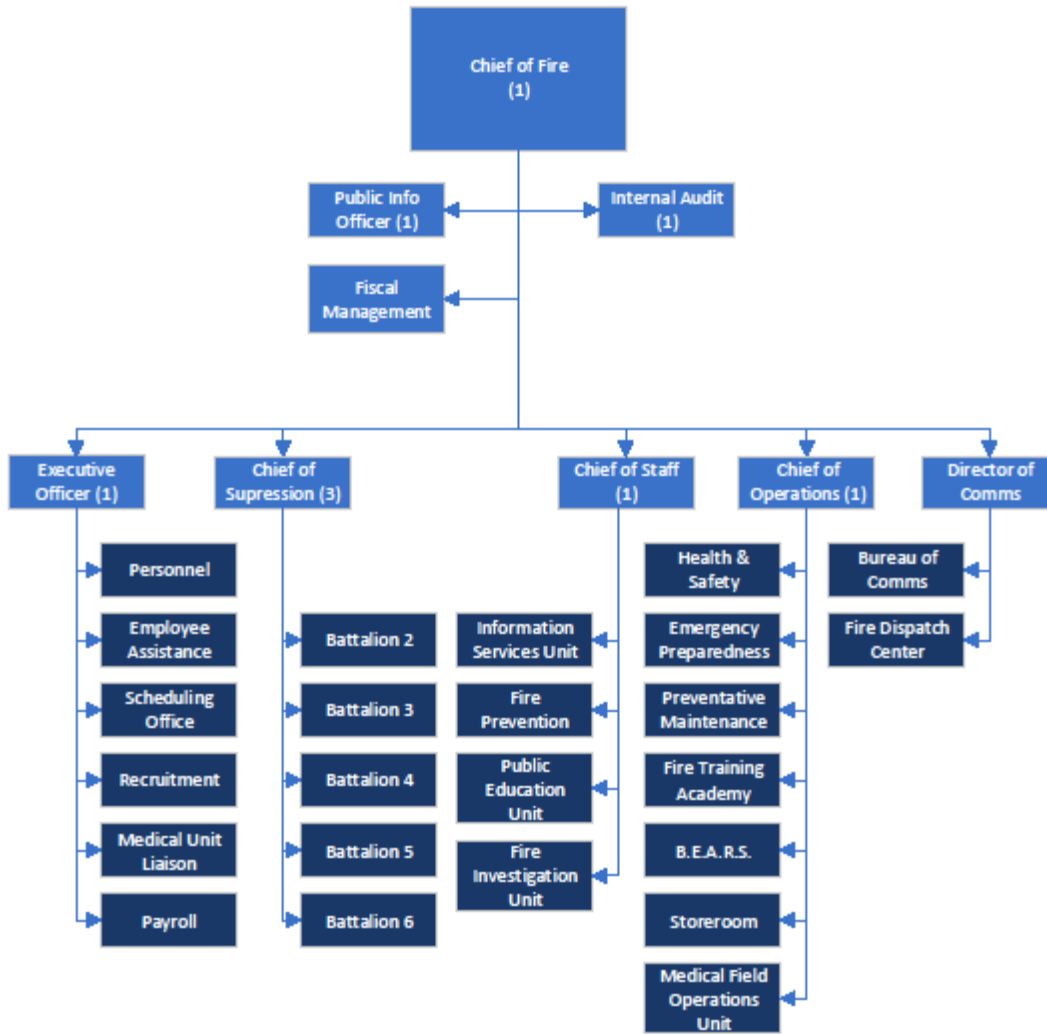 Chief of Fire
(1)
Public Info
Officer (1)
Internal Audit
(1)
Fiscal
Management
Executive
Officer (1)
Chief of
Supression (3)
Chief of Staff
(1)
Chief of
Operations (1)
Director of
Comms
Personnel
Employee
Assistance
Scheduling
Office
Recruitment
Medical Unit
Liaison
Payroll
Battalion 2
Battalion 3
Battalion 4
Battalion 5
Battalion 6
Information
Services Unit
Fire
Prevention
Public
Education
Unit
Fire
Investigation
Unit
Health &
Safety
Emergency
Preparedness
Preventative
Maintenance
Fire Training
Academy
B.E.A.R.S.
Storeroom
Medical Field
Operations
Unit
Bureau of
Comms
Fire Dispatch
Center